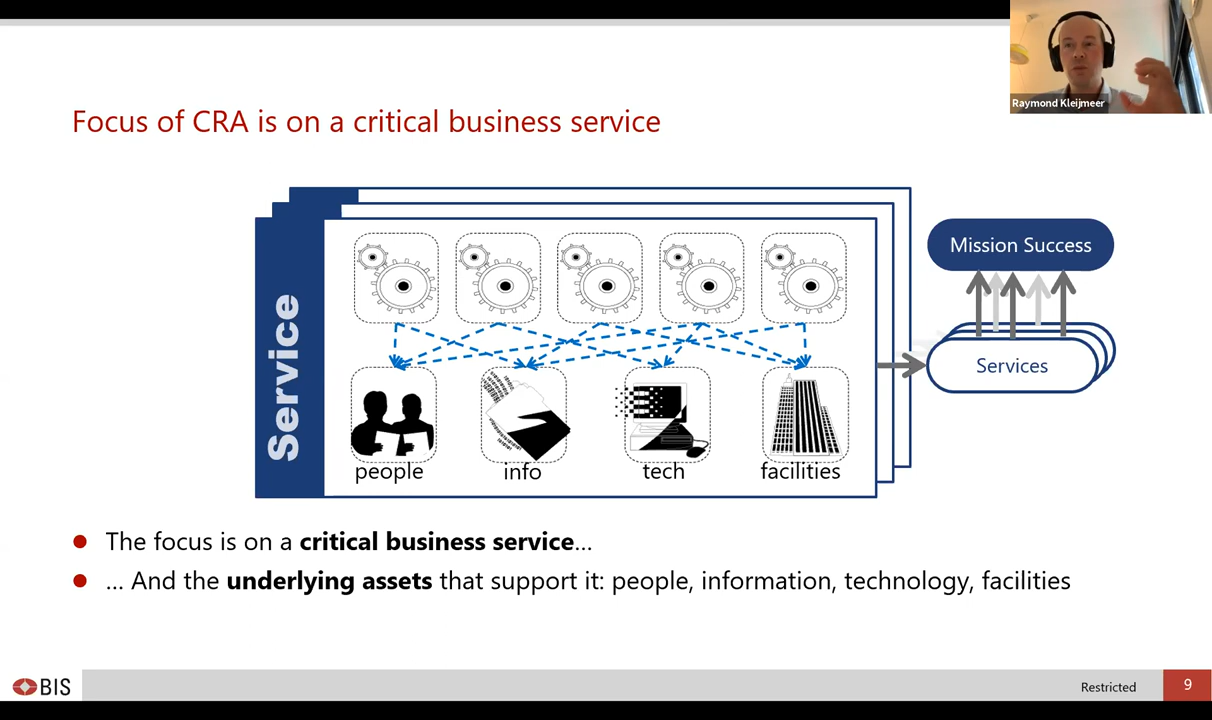 Raymond Kleijmeer
Focus of CRA is on a critical business service
Service
people
info
tech
facilities
Mission Success
Services
● The focus is on a critical business service…
● … And the underlying assets that support it: people, information, technology, facilities
BIS
Restricted
9